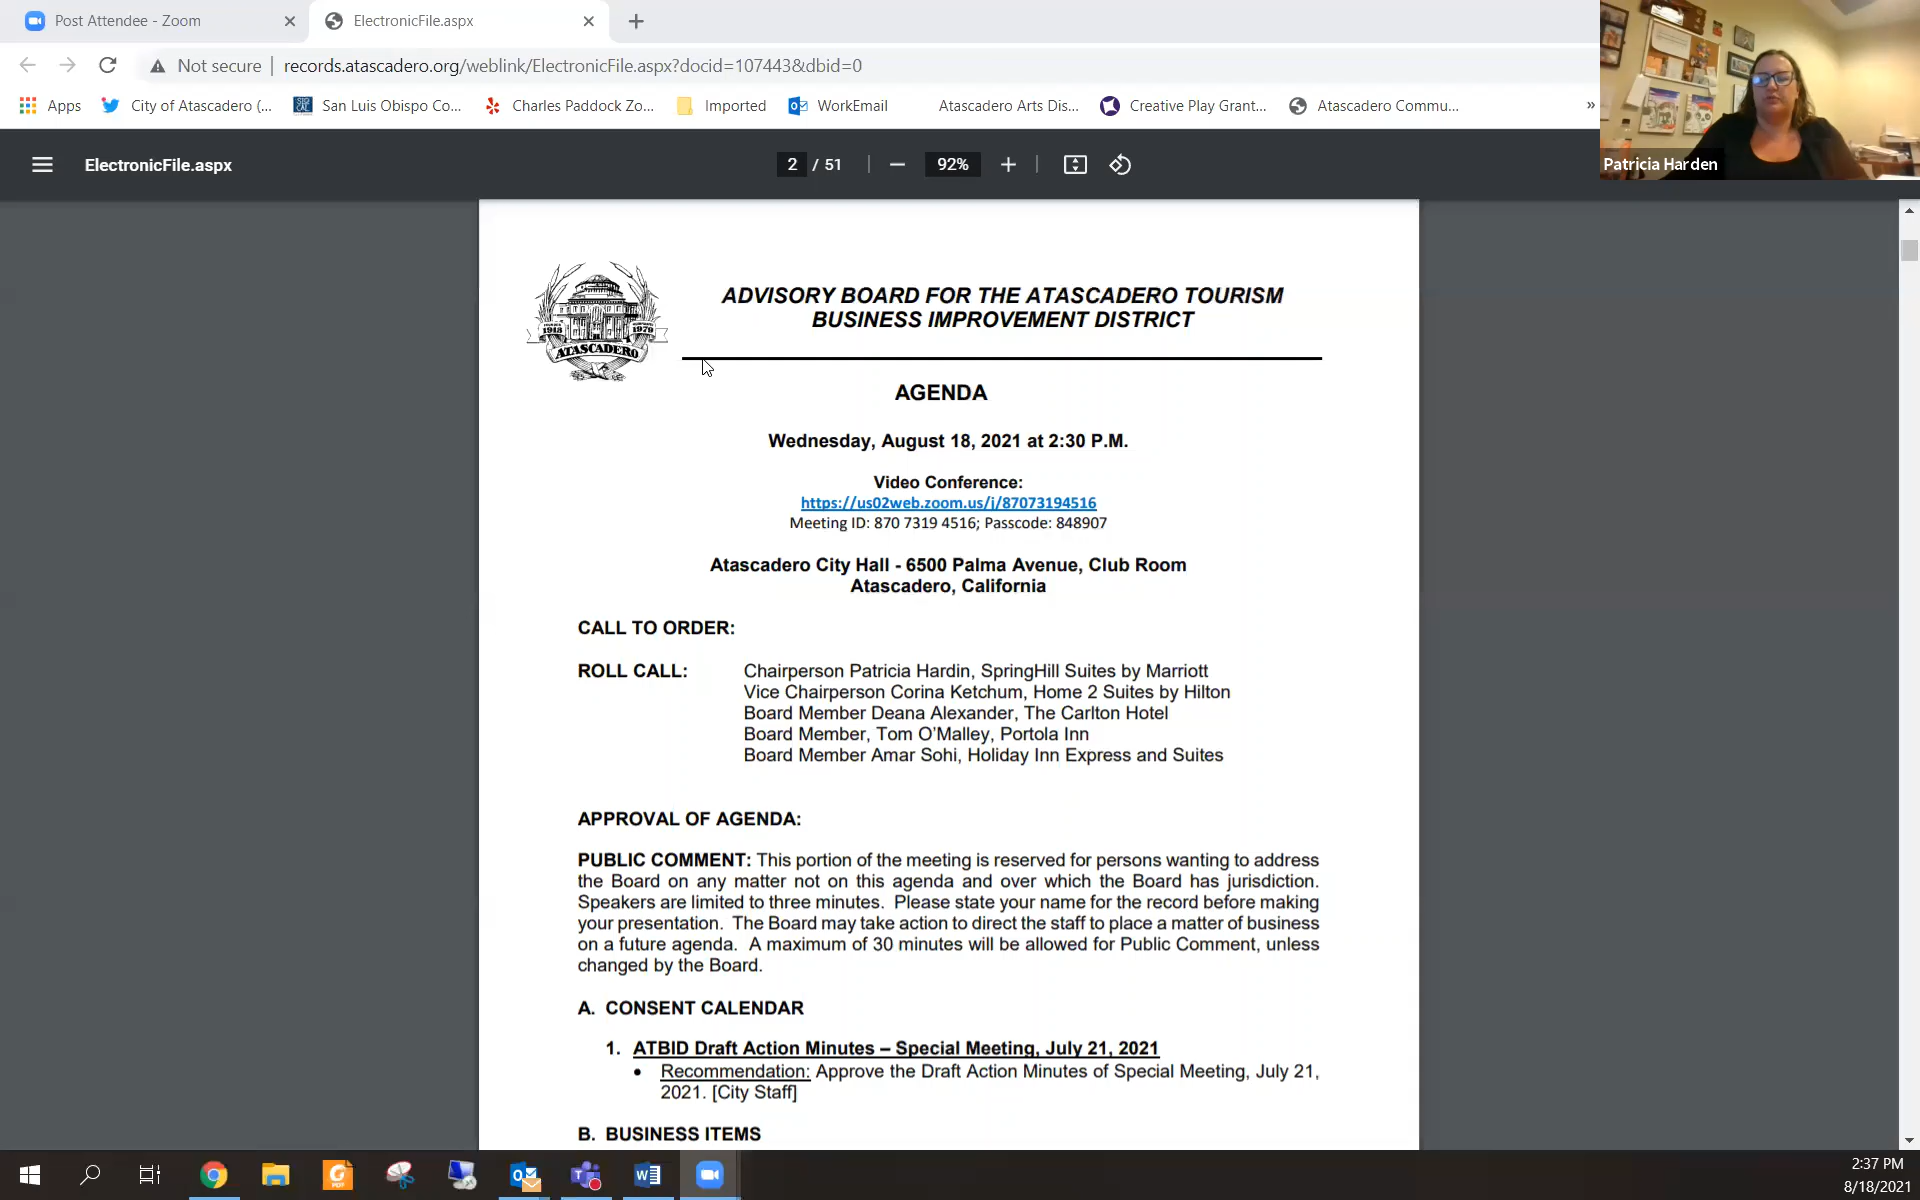 Post Attendee - Zoom
ElectronicFile.aspx
Not secure
records.atascadero.org/weblink/ElectronicFile.aspx?docid=107443&dbid=0
Apps
City of Atascadero (...
San Luis Obispo Co...
Charles Paddock Zo...
Imported
WorkEmail
Atascadero Arts Dis...
Creative Play Grant...
Atascadero Commu...
»
Patricia Harden
ElectronicFile.aspx
2 / 51
92%
ADVISORY BOARD FOR THE ATASCADERO TOURISM
BUSINESS IMPROVEMENT DISTRICT
1913
1979
ATASCADERO
AGENDA
Wednesday, August 18, 2021 at 2:30 P.M.
Video Conference:
https://us02web.zoom.us/j/87073194516
Meeting ID: 870 7319 4516; Passcode: 848907
Atascadero City Hall - 6500 Palma Avenue, Club Room
Atascadero, California
CALL TO ORDER:
ROLL CALL: Chairperson Patricia Hardin, SpringHill Suites by Marriott
Vice Chairperson Corina Ketchum, Home 2 Suites by Hilton
Board Member Deana Alexander, The Carlton Hotel
Board Member, Tom O'Malley, Portola Inn
Board Member Amar Sohi, Holiday Inn Express and Suites
APPROVAL OF AGENDA:
PUBLIC COMMENT: This portion of the meeting is reserved for persons wanting to address
the Board on any matter not on this agenda and over which the Board has jurisdiction.
Speakers are limited to three minutes. Please state your name for the record before making
your presentation. The Board may take action to direct the staff to place a matter of business
on a future agenda. A maximum of 30 minutes will be allowed for Public Comment, unless
changed by the Board.
A. CONSENT CALENDAR
1. ATBID Draft Action Minutes – Special Meeting, July 21, 2021
• Recommendation: Approve the Draft Action Minutes of Special Meeting, July 21,
2021. [City Staff]
B. BUSINESS ITEMS
2:37 PM
8/18/2021